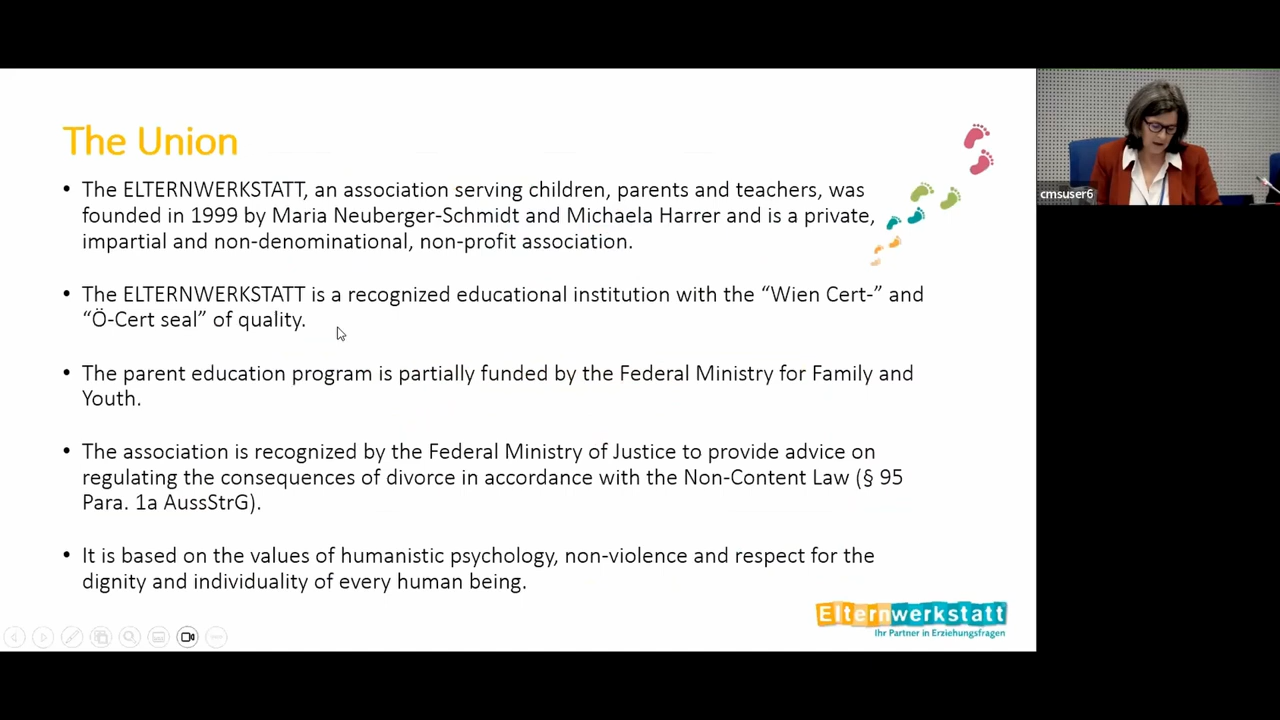 The Union
• The ELTERNWERKSTATT, an association serving children, parents and teachers, was
founded in 1999 by Maria Neuberger-Schmidt and Michaela Harrer and is a private,
impartial and non-denominational, non-profit association.
• The ELTERNWERKSTATT is a recognized educational institution with the “Wien Cert-” and
“Ö-Cert seal” of quality.
• The parent education program is partially funded by the Federal Ministry for Family and
Youth.
• The association is recognized by the Federal Ministry of Justice to provide advice on
regulating the consequences of divorce in accordance with the Non-Content Law (§ 95
Para. 1a AussStrG).
• It is based on the values of humanistic psychology, non-violence and respect for the
dignity and individuality of every human being.
Elternwerkstatt
Ihr Partner in Erziehungsfragen
cmsuser6